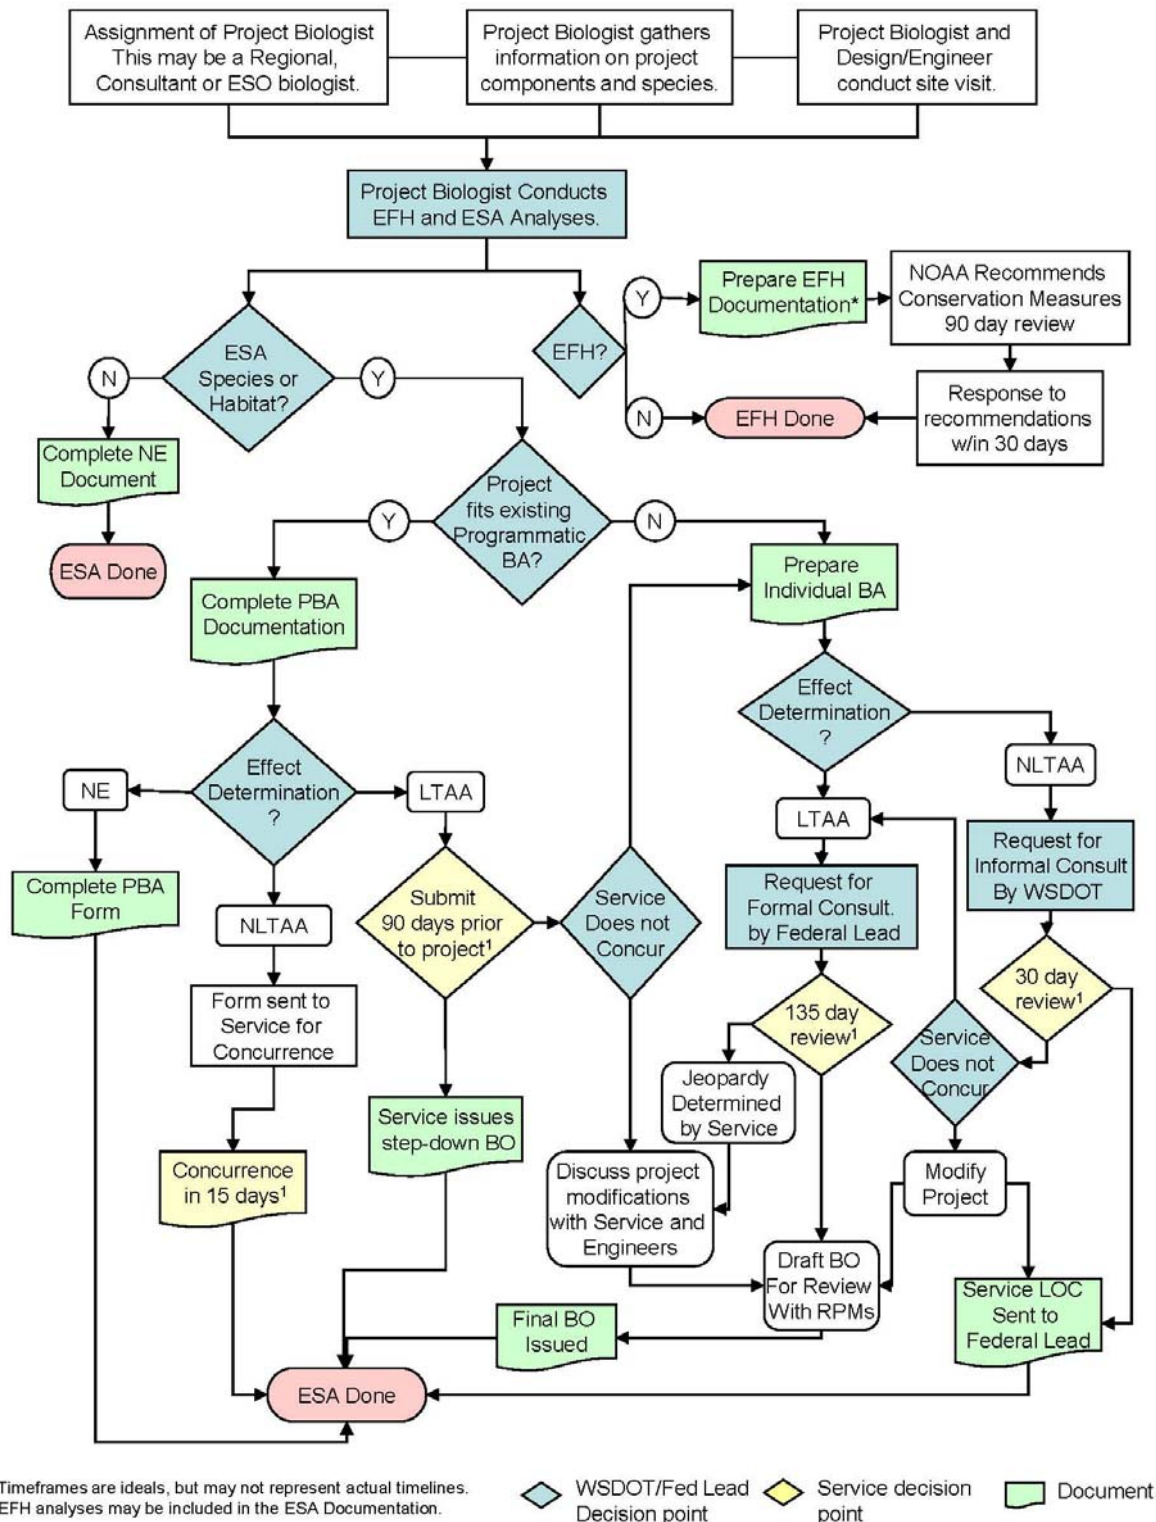 Assignment of Project Biologist
This may be a Regional,
Consultant or ESO biologist.
Project Biologist gathers
information on project
components and species.
Project Biologist and
Design/Engineer
conduct site visit.
Project Biologist Conducts
EFH and ESA Analyses.
ESA
Species or
Habitat?
N
Y
EFH?
Y
N
Prepare EFH
Documentation*
NOAA Recommends
Conservation Measures
90 day review
Response to
recommendations
w/in 30 days
EFH Done
Complete NE
Document
ESA Done
Project
fits existing
Programmatic
BA?
Y
N
Complete PBA
Documentation
Prepare
Individual BA
Effect
Determination
?
NE
LTAA
Complete PBA
Form
NLTAA
Form sent to
Service for
Concurrence
Concurrence
in 15 days¹
Submit
90 days prior
to project¹
Service issues
step-down BO
Service
Does not
Concur
Effect
Determination
?
NLTAA
LTAA
Request for
Informal Consult
By WSDOT
Request for
Formal Consult.
by Federal Lead
30 day
review¹
135 day
review¹
Service
Does not
Concur
Jeopardy
Determined
by Service
Discuss project
modifications
with Service and
Engineers
Modify
Project
Draft BO
For Review
With RPMs
Service LOC
Sent to
Federal Lead
Final BO
Issued
ESA Done
Timeframes are ideals, but may not represent actual timelines.
EFH analyses may be included in the ESA Documentation.
WSDOT/Fed Lead
Decision point
Service decision
point
Document